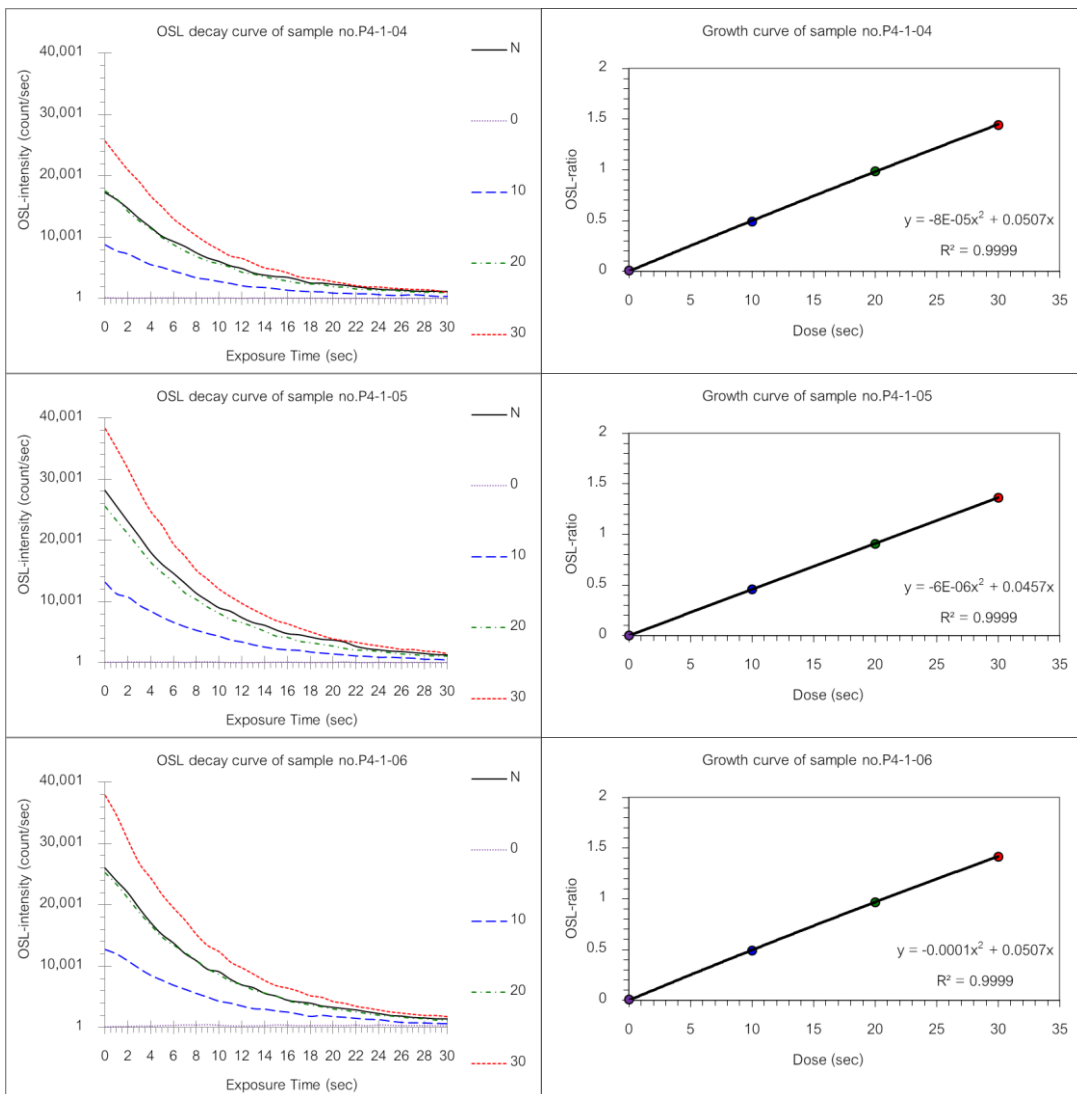 OSL decay curve of sample no.P4-1-04
OSL-intensity (count/sec)
40,001
30,001
20,001
10,001
1
0 2 4 6 8 10 12 14 16 18 20 22 24 26 28 30
Exposure Time (sec)
N
0
10
20
30
Growth curve of sample no.P4-1-04
OSL-ratio
2
1.5
1
0.5
0
0 5 10 15 20 25 30 35
Dose (sec)
y = -8E-05x² + 0.0507x
R² = 0.9999
OSL decay curve of sample no.P4-1-05
OSL-intensity (count/sec)
40,001
30,001
20,001
10,001
1
0 2 4 6 8 10 12 14 16 18 20 22 24 26 28 30
Exposure Time (sec)
N
0
10
20
30
Growth curve of sample no.P4-1-05
OSL-ratio
2
1.5
1
0.5
0
0 5 10 15 20 25 30 35
Dose (sec)
y = -6E-06x² + 0.0457x
R² = 0.9999
OSL decay curve of sample no.P4-1-06
OSL-intensity (count/sec)
40,001
30,001
20,001
10,001
1
0 2 4 6 8 10 12 14 16 18 20 22 24 26 28 30
Exposure Time (sec)
N
0
10
20
30
Growth curve of sample no.P4-1-06
OSL-ratio
2
1.5
1
0.5
0
0 5 10 15 20 25 30 35
Dose (sec)
y = -0.0001x² + 0.0507x
R² = 0.9999